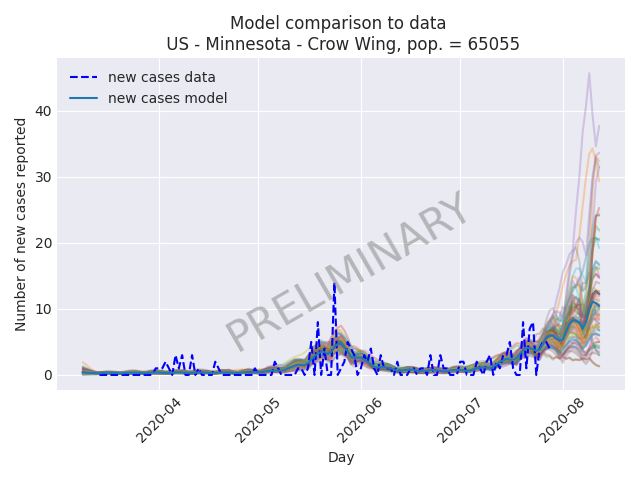 Model comparison to data
US - Minnesota - Crow Wing, pop. = 65055
new cases data
new cases model
Number of new cases reported
40
30
20
10
0
PRELIMINARY
2020-04
2020-05
2020-06
2020-07
2020-08
Day